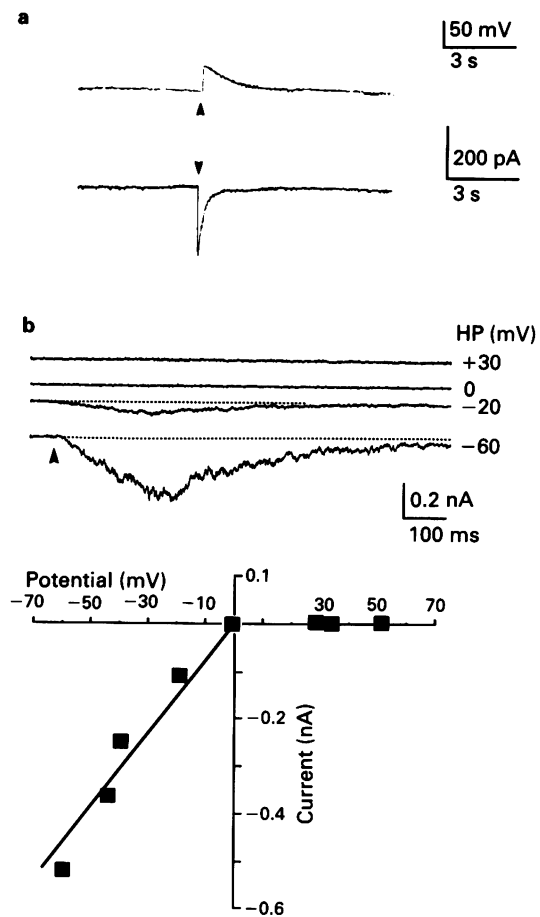 a
50 mV
3 s
200 pA
3 s
b
HP (mV)
+30
0
−20
−60
0.2 nA
100 ms
Potential (mV)
0.1
−70 −50 −30 −10 30 50 70
−0.2
−0.4
−0.6
Current (nA)